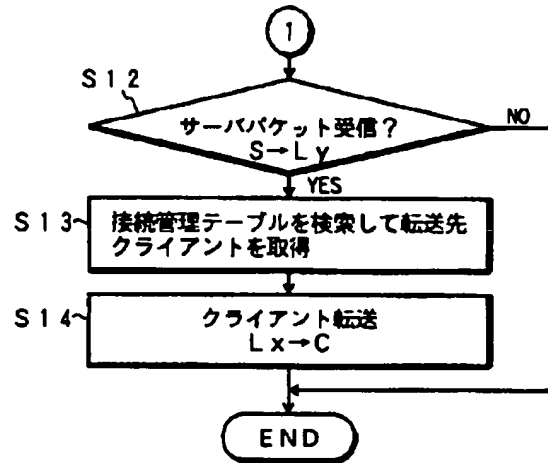 1
S12
サーバパケット受信?
S→Ly
NO
YES
S13
接続管理テーブルを検索して転送先
クライアントを取得
S14
クライアント転送
Lx→C
END